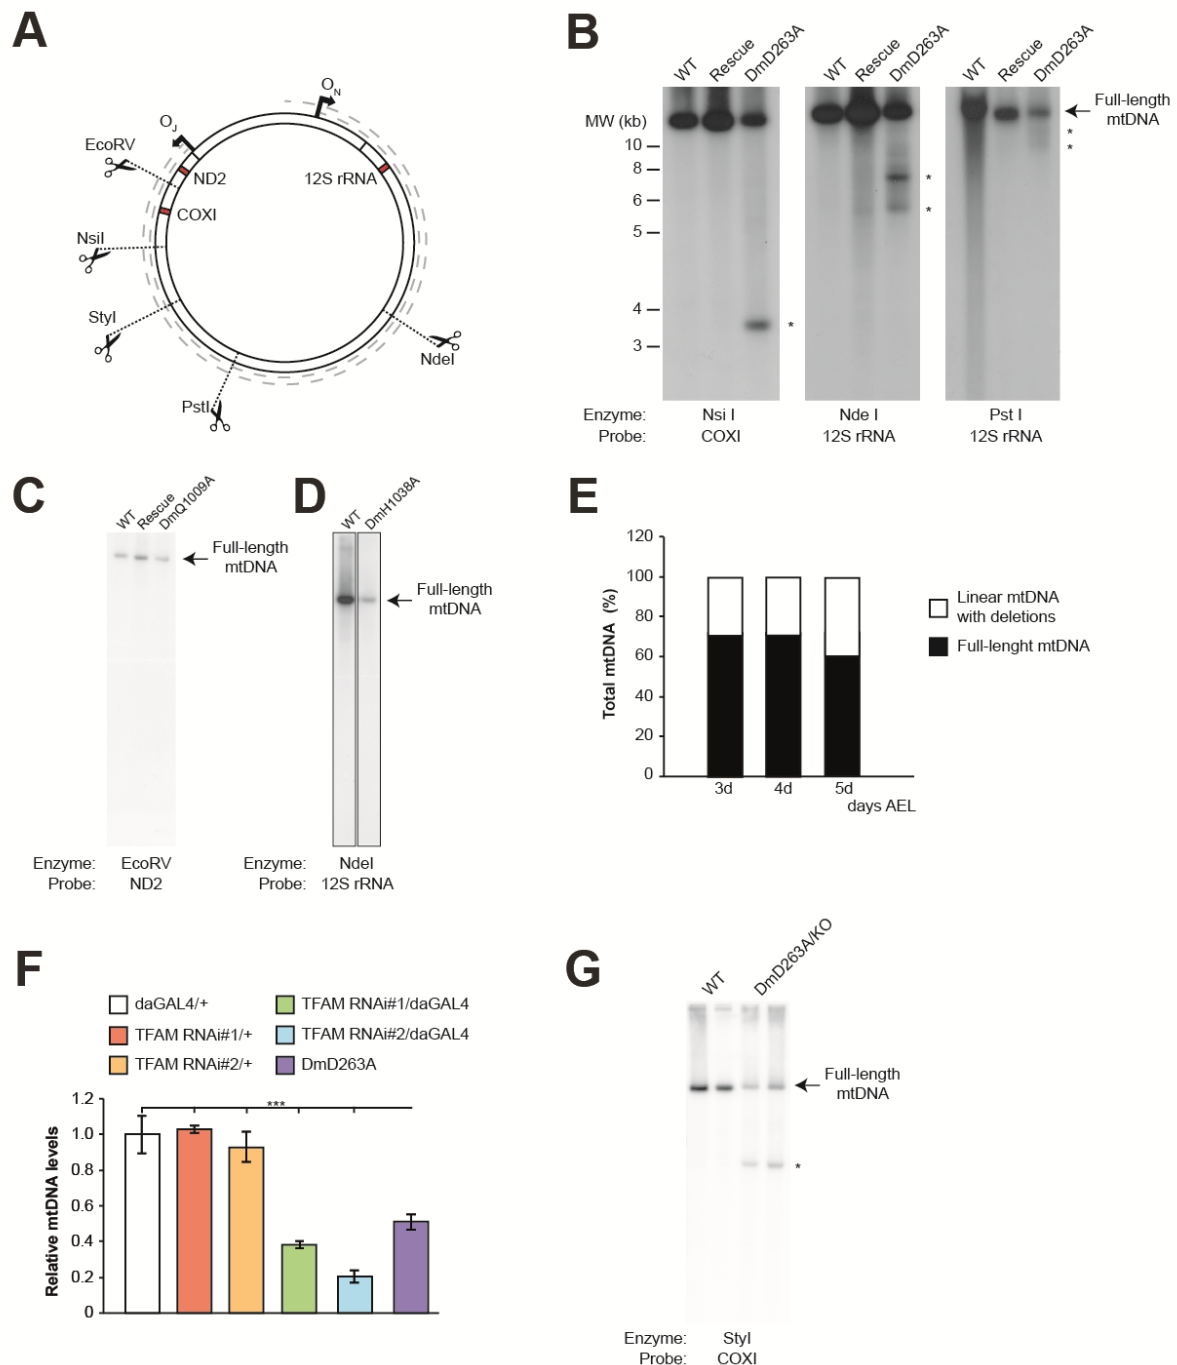 A
O_N
O_J
EcoRV
ND2
12S rRNA
COXI
NsiI
StyI
PstI
NdeI
B
WT Rescue DmD263A WT Rescue DmD263A WT Rescue DmD263A
Full-length
mtDNA
MW (kb)
10
8
6
5
4
3
*
*
*
*
*
Enzyme: Nsi I Nde I Pst I
Probe: COXI 12S rRNA 12S rRNA
C
WT Rescue DmQ1009A
Full-length
mtDNA
Enzyme: EcoRV
Probe: ND2
D
WT DmH1038A
Full-length
mtDNA
Enzyme: NdeI
Probe: 12S rRNA
E
Total mtDNA (%)
120
100
80
60
40
20
0
3d 4d 5d
days AEL
Linear mtDNA
with deletions
Full-lenght mtDNA
F
daGAL4/+
TFAM RNAi#1/+
TFAM RNAi#2/+
TFAM RNAi#1/daGAL4
TFAM RNAi#2/daGAL4
DmD263A
***
Relative mtDNA levels
1.2
1.0
0.8
0.6
0.4
0.2
0
G
WT DmD263A/KO
Full-length
mtDNA
*
Enzyme: StyI
Probe: COXI